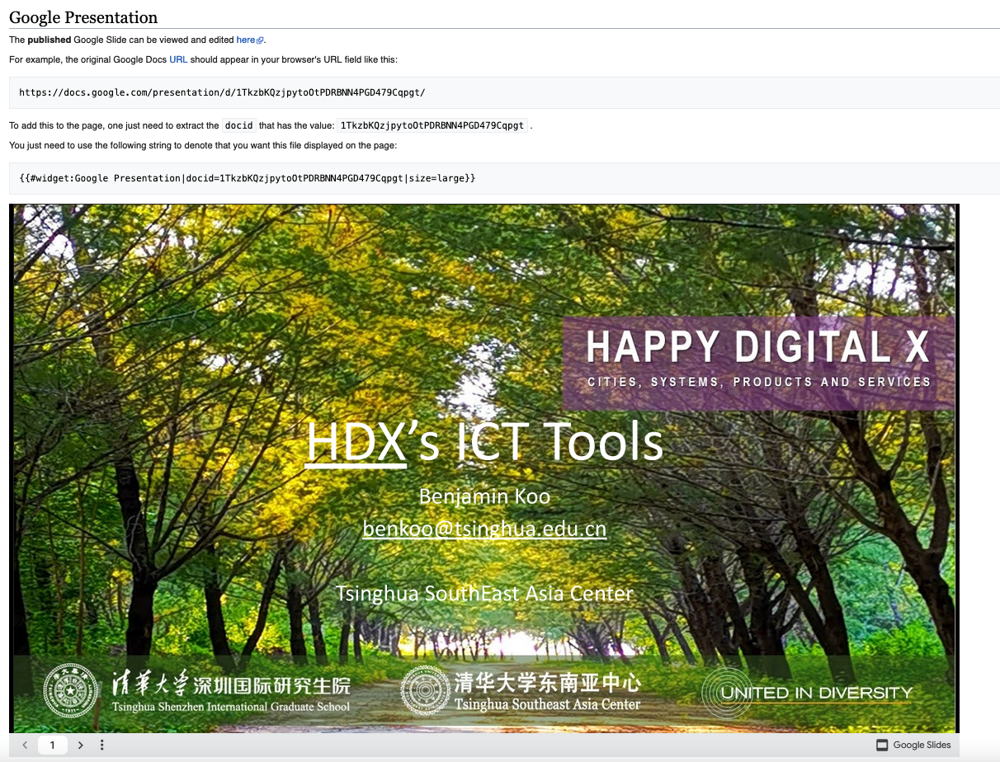 Google Presentation
The published Google Slide can be viewed and edited here.
For example, the original Google Docs URL should appear in your browser's URL field like this:
https://docs.google.com/presentation/d/1TkzbKQzjpytoOtPDRBNN4PGD479Cqpgt/
To add this to the page, one just need to extract the docid that has the value: 1TkzbKQzjpytoOtPDRBNN4PGD479Cqpgt .
You just need to use the following string to denote that you want this file displayed on the page:
{{#widget:Google Presentation|docid=1TkzbKQzjpytoOtPDRBNN4PGD479Cqpgt|size=large}}
HAPPY DIGITAL X
CITIES, SYSTEMS, PRODUCTS AND SERVICES
HDX's ICT Tools
Benjamin Koo
benkoo@tsinghua.edu.cn
Tsinghua SouthEast Asia Center
清华大学深圳国际研究生院
Tsinghua Shenzhen International Graduate School
清华大学东南亚中心
Tsinghua Southeast Asia Center
UNITED IN DIVERSITY
1
Google Slides